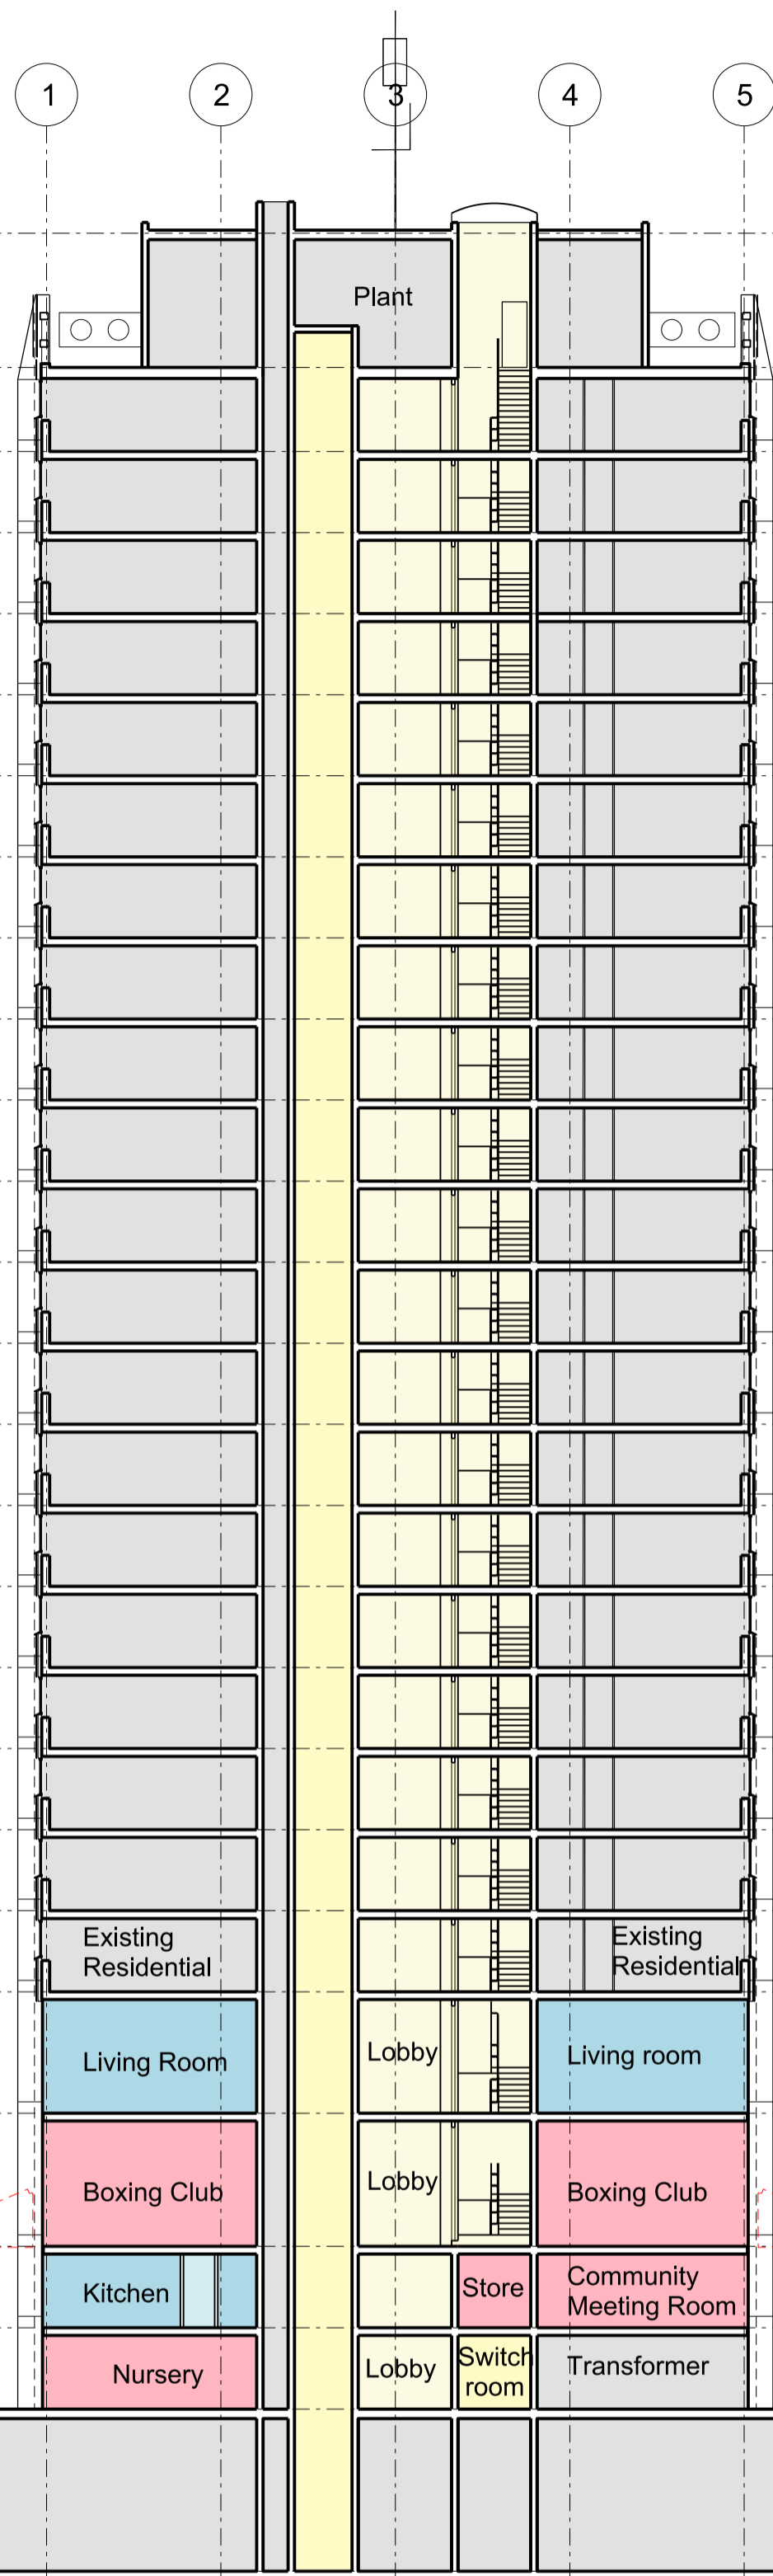 1 2 3 4 5
Plant
Existing
Residential
Existing
Residential
Living Room
Lobby
Living room
Boxing Club
Lobby
Boxing Club
Kitchen
Store
Community
Meeting Room
Nursery
Lobby
Switch
room
Transformer